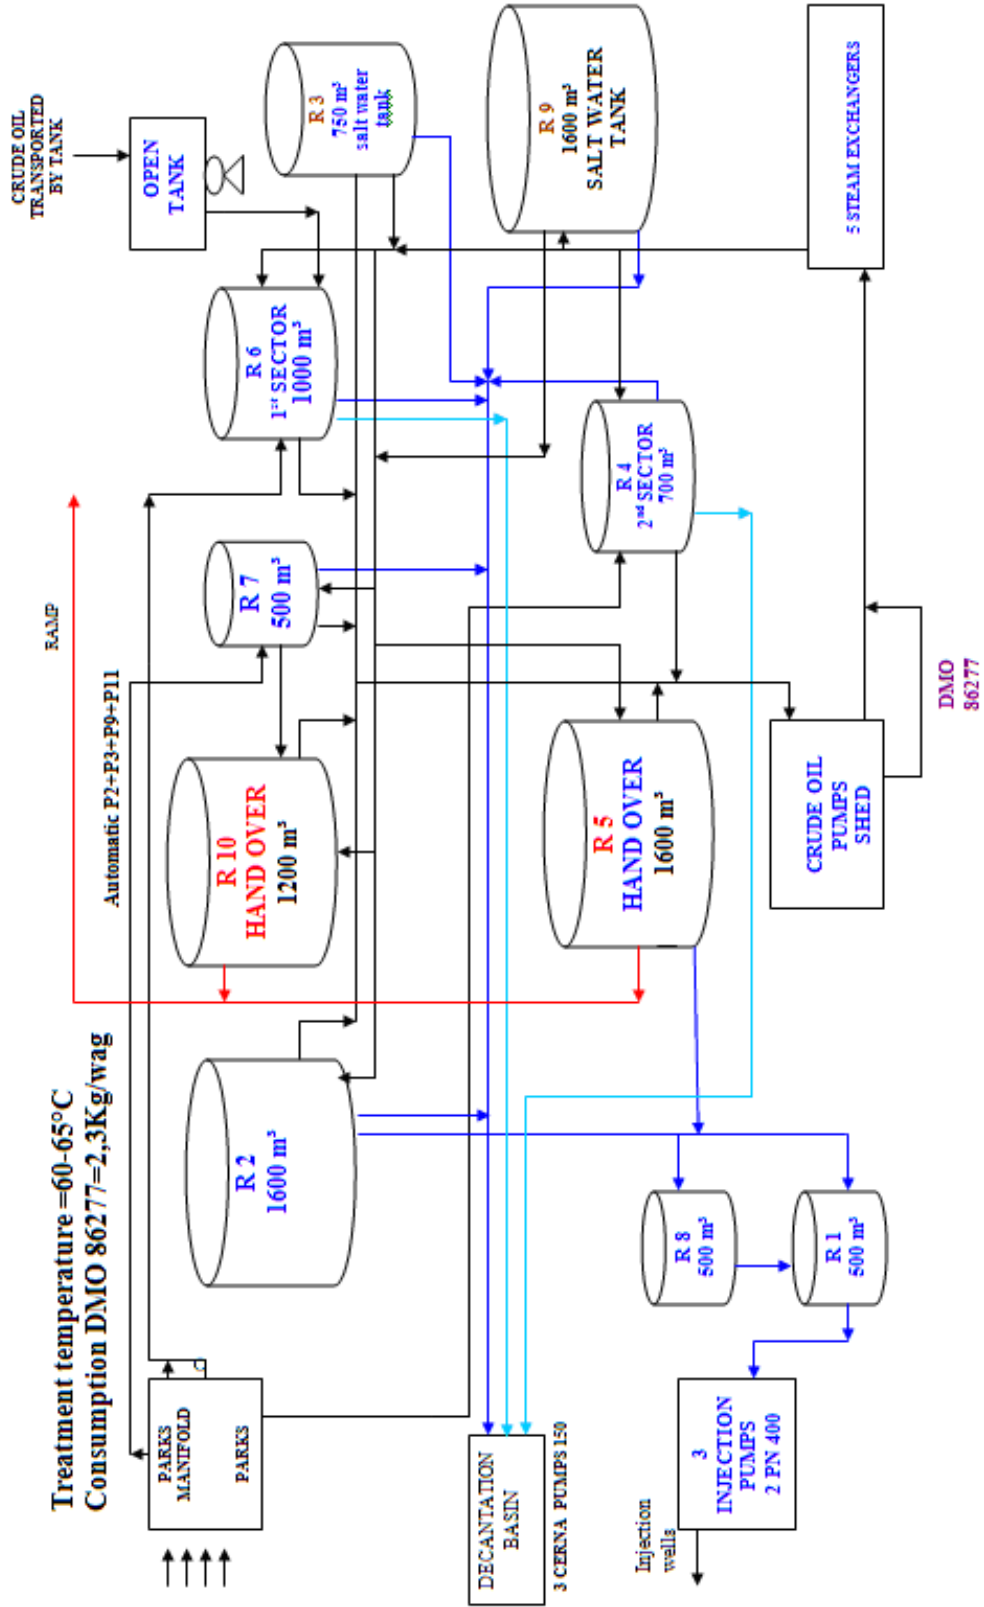 Treatment temperature =60-65°C
Consumption DMO 86277=2,3Kg/wag
Automatic P2+P3+P9+P11
RAMP
CRUDE OIL
TRANSPORTED
BY TANK
OPEN
TANK
PARKS
MANIFOLD
PARKS
R 2
1600 m³
R 10
HAND OVER
1200 m³
R 7
500 m³
R 6
1st SECTOR
1000 m³
R 3
750 m³
salt water
tank
R 9
1600 m³
SALT WATER
TANK
DECANTATION
BASIN
3 CERNA PUMPS 150
R 5
HAND OVER
1600 m³
R 4
2nd SECTOR
700 m³
Injection
wells
3
INJECTION
PUMPS
2 PN 400
R 8
500 m³
R 1
500 m³
CRUDE OIL
PUMPS
SHED
5 STEAM EXCHANGERS
DMO
86277